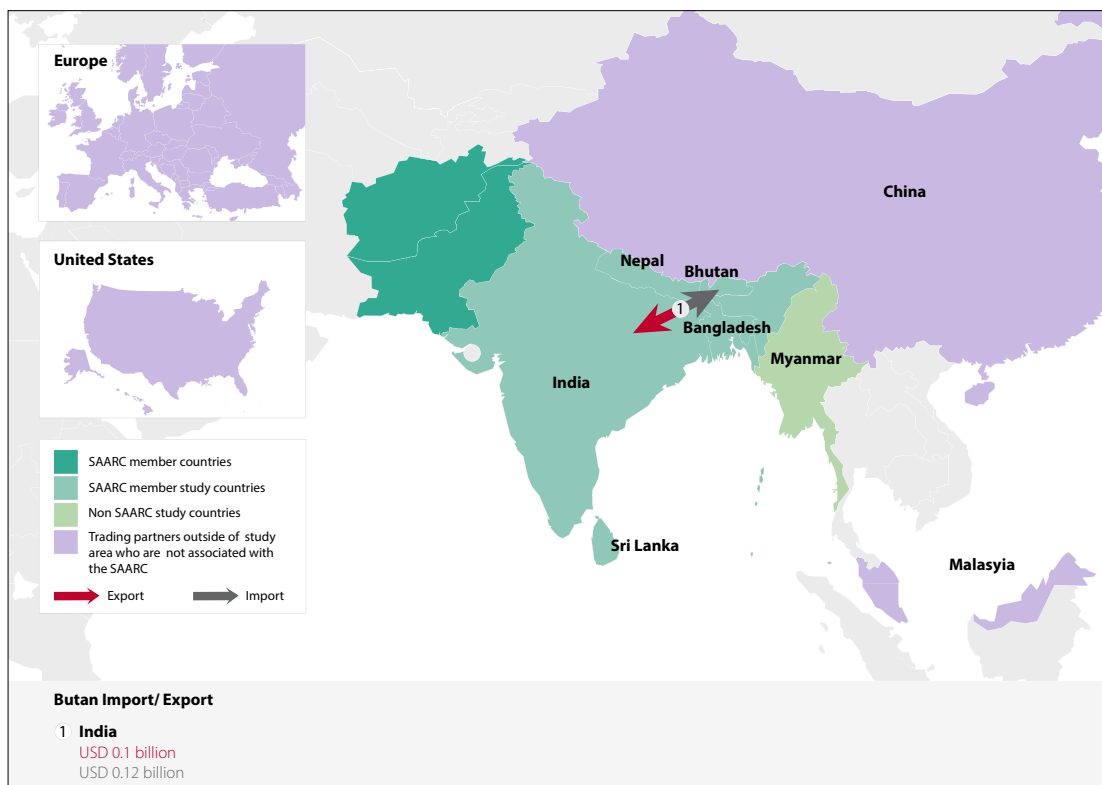 Europe
United States
China
Nepal
Bhutan
1
Bangladesh
Myanmar
India
Sri Lanka
Malasyia
SAARC member countries
SAARC member study countries
Non SAARC study countries
Trading partners outside of study
area who are not associated with
the SAARC
Export
Import
Butan Import/ Export
1 India
USD 0.1 billion
USD 0.12 billion